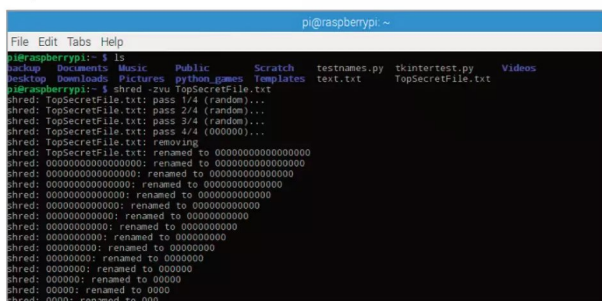 pi@raspberrypi: ~
File Edit Tabs Help
pi@raspberrypi:~ $ ls
backup Documents Music Public Scratch testnames.py tkintertest.py Videos
Desktop Downloads Pictures python_games Templates text.txt TopSecretFile.txt
pi@raspberrypi:~ $ shred -zvu TopSecretFile.txt
shred: TopSecretFile.txt: pass 1/4 (random)...
shred: TopSecretFile.txt: pass 2/4 (random)...
shred: TopSecretFile.txt: pass 3/4 (random)...
shred: TopSecretFile.txt: pass 4/4 (000000)...
shred: TopSecretFile.txt: removing
shred: TopSecretFile.txt: renamed to 00000000000000000
shred: 00000000000000000: renamed to 0000000000000000
shred: 0000000000000000: renamed to 000000000000000
shred: 000000000000000: renamed to 00000000000000
shred: 00000000000000: renamed to 0000000000000
shred: 0000000000000: renamed to 000000000000
shred: 000000000000: renamed to 00000000000
shred: 00000000000: renamed to 0000000000
shred: 0000000000: renamed to 000000000
shred: 000000000: renamed to 00000000
shred: 00000000: renamed to 0000000
shred: 0000000: renamed to 000000
shred: 000000: renamed to 00000
shred: 00000: renamed to 0000
shred: 0000: renamed to 000